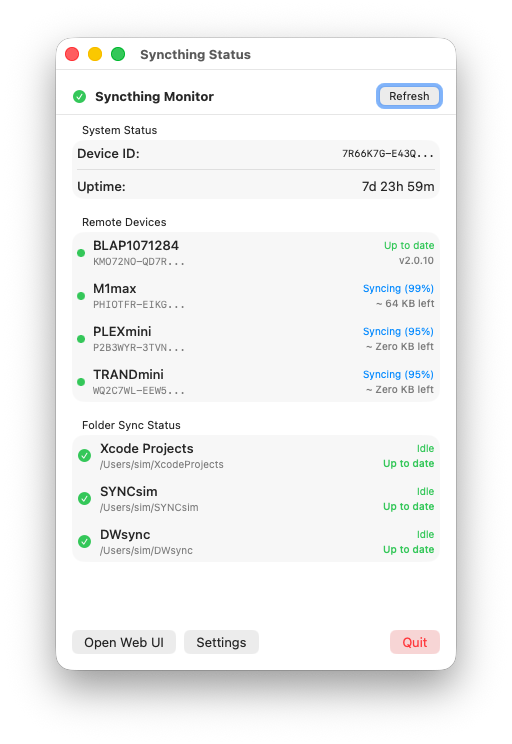 Syncthing Status
Syncthing Monitor
Refresh
System Status
Device ID: 7R66K7G-E43Q...
Uptime: 7d 23h 59m
Remote Devices
BLAP1071284 Up to date
KMO72NO-QD7R... v2.0.10
M1max Syncing (99%)
PHIOTFR-EIKG... ~ 64 KB left
PLEXmini Syncing (95%)
P2B3WYR-3TVN... ~ Zero KB left
TRANDmini Syncing (95%)
WQ2C7WL-EEW5... ~ Zero KB left
Folder Sync Status
Xcode Projects Idle
/Users/sim/XcodeProjects Up to date
SYNCsim Idle
/Users/sim/SYNCsim Up to date
DWsync Idle
/Users/sim/DWsync Up to date
Open Web UI Settings Quit